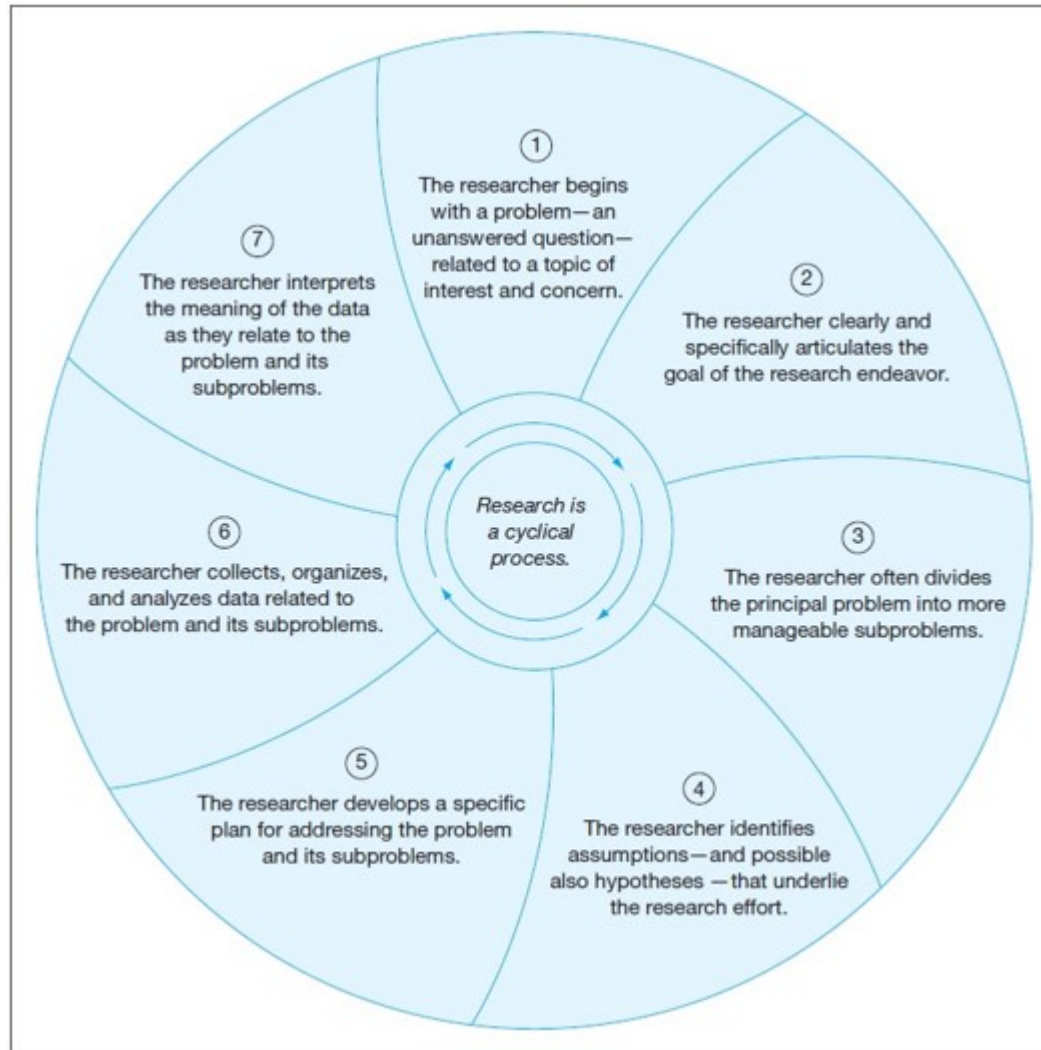 1
The researcher begins
with a problem—an
unanswered question—
related to a topic of
interest and concern.
2
The researcher clearly and
specifically articulates the
goal of the research endeavor.
3
The researcher often divides
the principal problem into more
manageable subproblems.
4
The researcher identifies
assumptions—and possible
also hypotheses —that underlie
the research effort.
5
The researcher develops a specific
plan for addressing the problem
and its subproblems.
6
The researcher collects, organizes,
and analyzes data related to
the problem and its subproblems.
7
The researcher interprets
the meaning of the data
as they relate to the
problem and its
subproblems.
Research is
a cyclical
process.